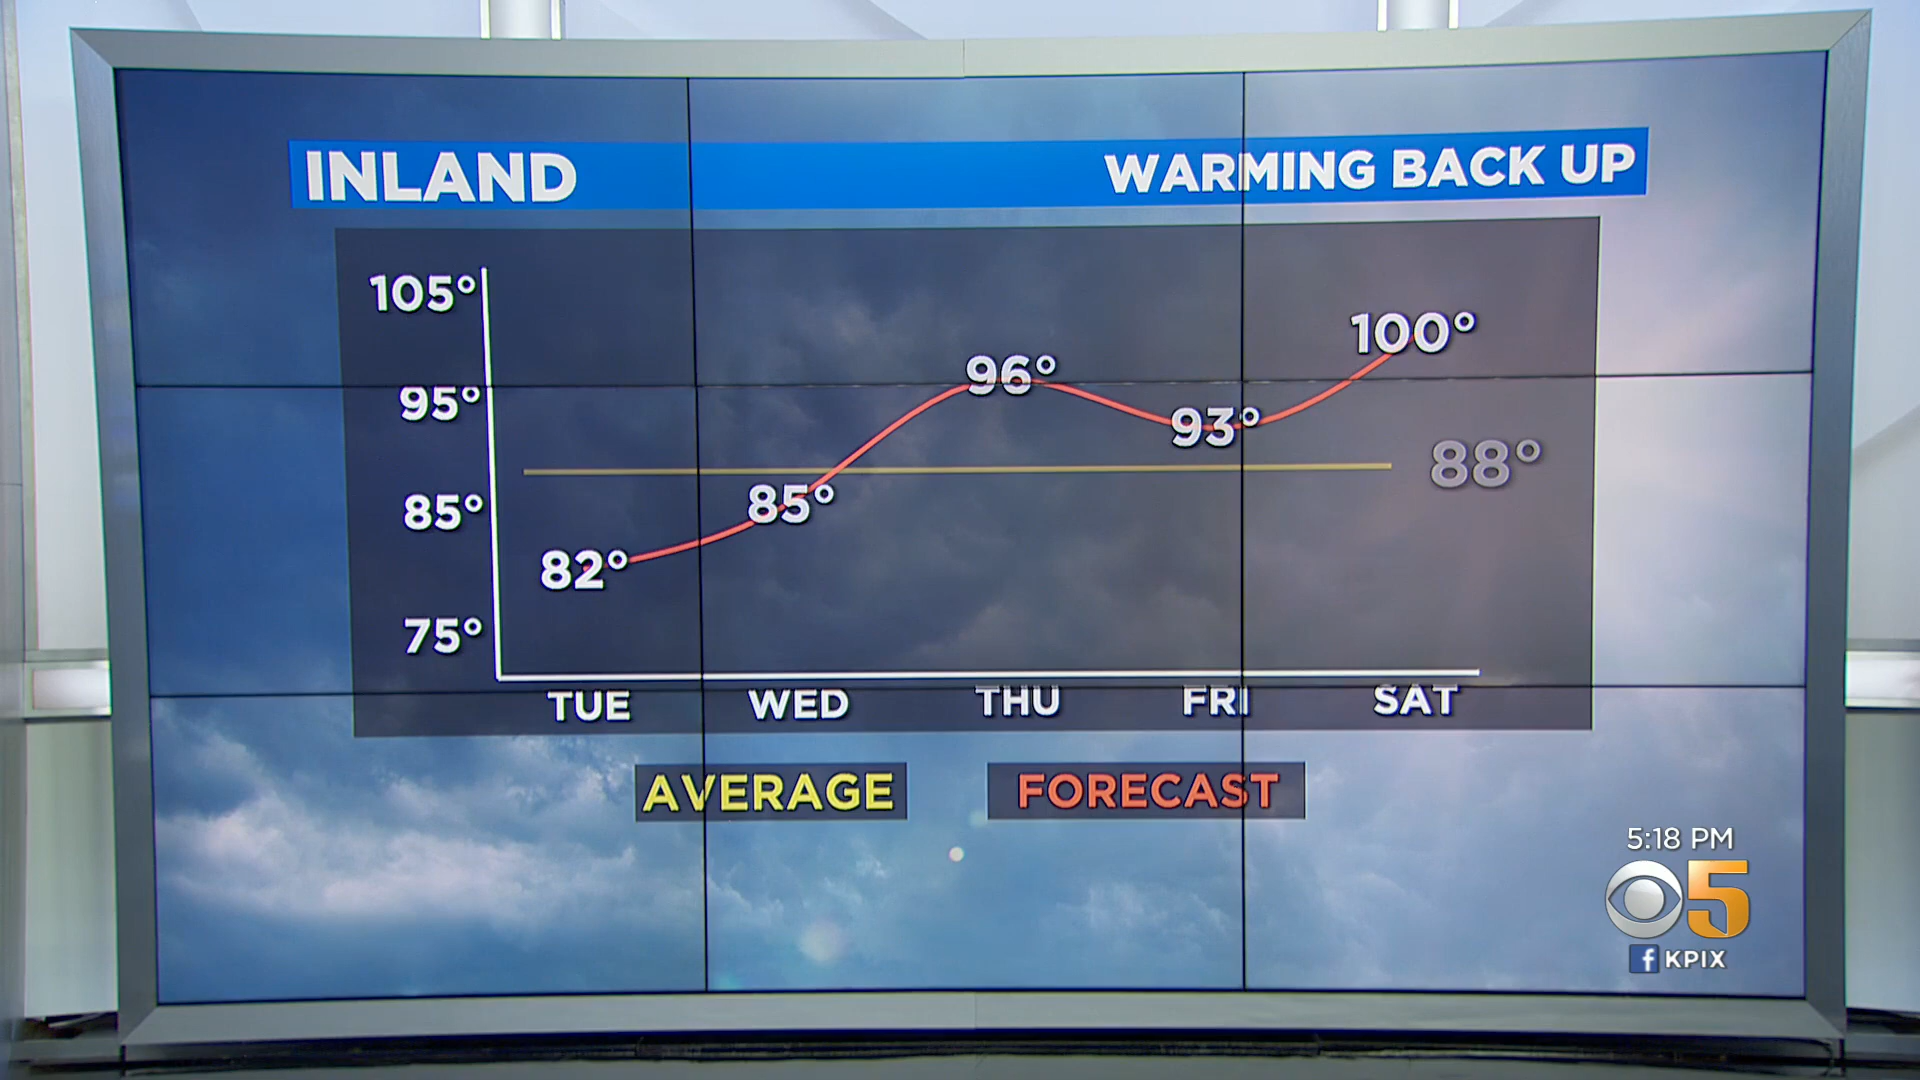 INLAND
WARMING BACK UP
105°
95°
85°
75°
82°
85°
96°
93°
100°
88°
TUE WED THU FRI SAT
AVERAGE FORECAST
5:18 PM
5
f KPIX